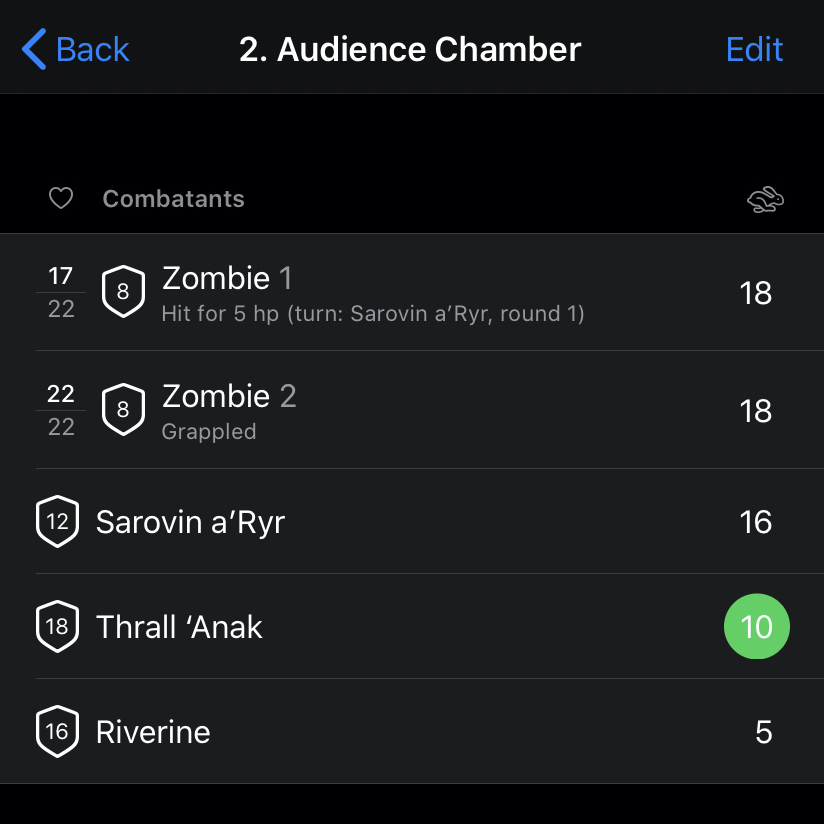 Back
2. Audience Chamber
Edit
Combatants
17
22
8
Zombie 1
Hit for 5 hp (turn: Sarovin a’Ryr, round 1)
18
22
22
8
Zombie 2
Grappled
18
12
Sarovin a’Ryr
16
18
Thrall ‘Anak
10
16
Riverine
5